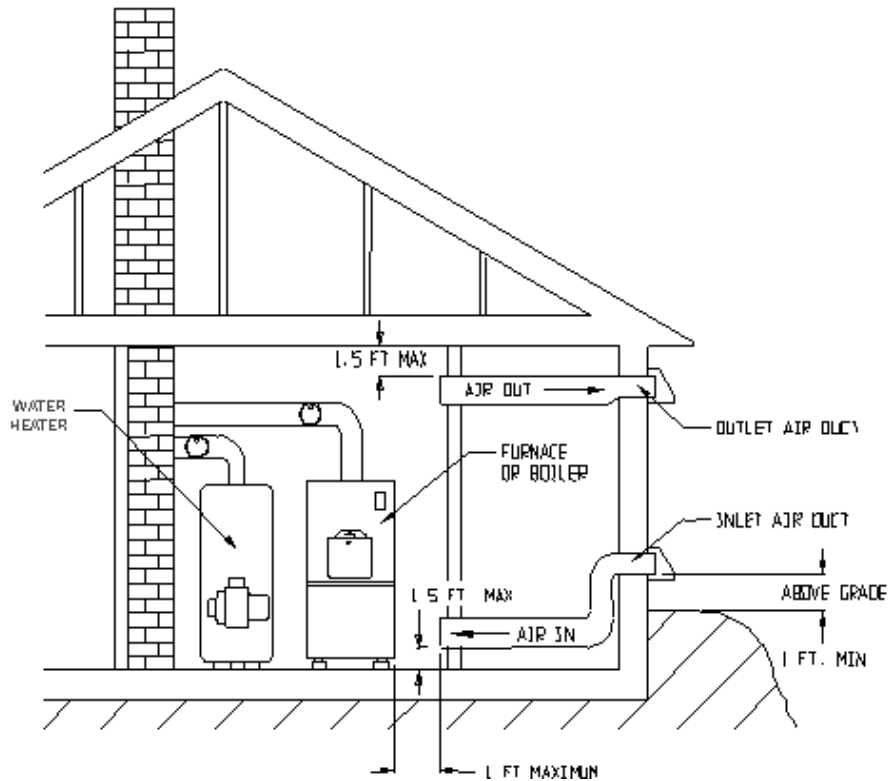 1.5 FT MAX
AIR OUT
WATER
HEATER
OUTLET AIR DUCT
FURNACE
OR BOILER
INLET AIR DUCT
1.5 FT MAX
ABOVE GRADE
AIR IN
1 FT. MIN
1 FT MAXIMUM